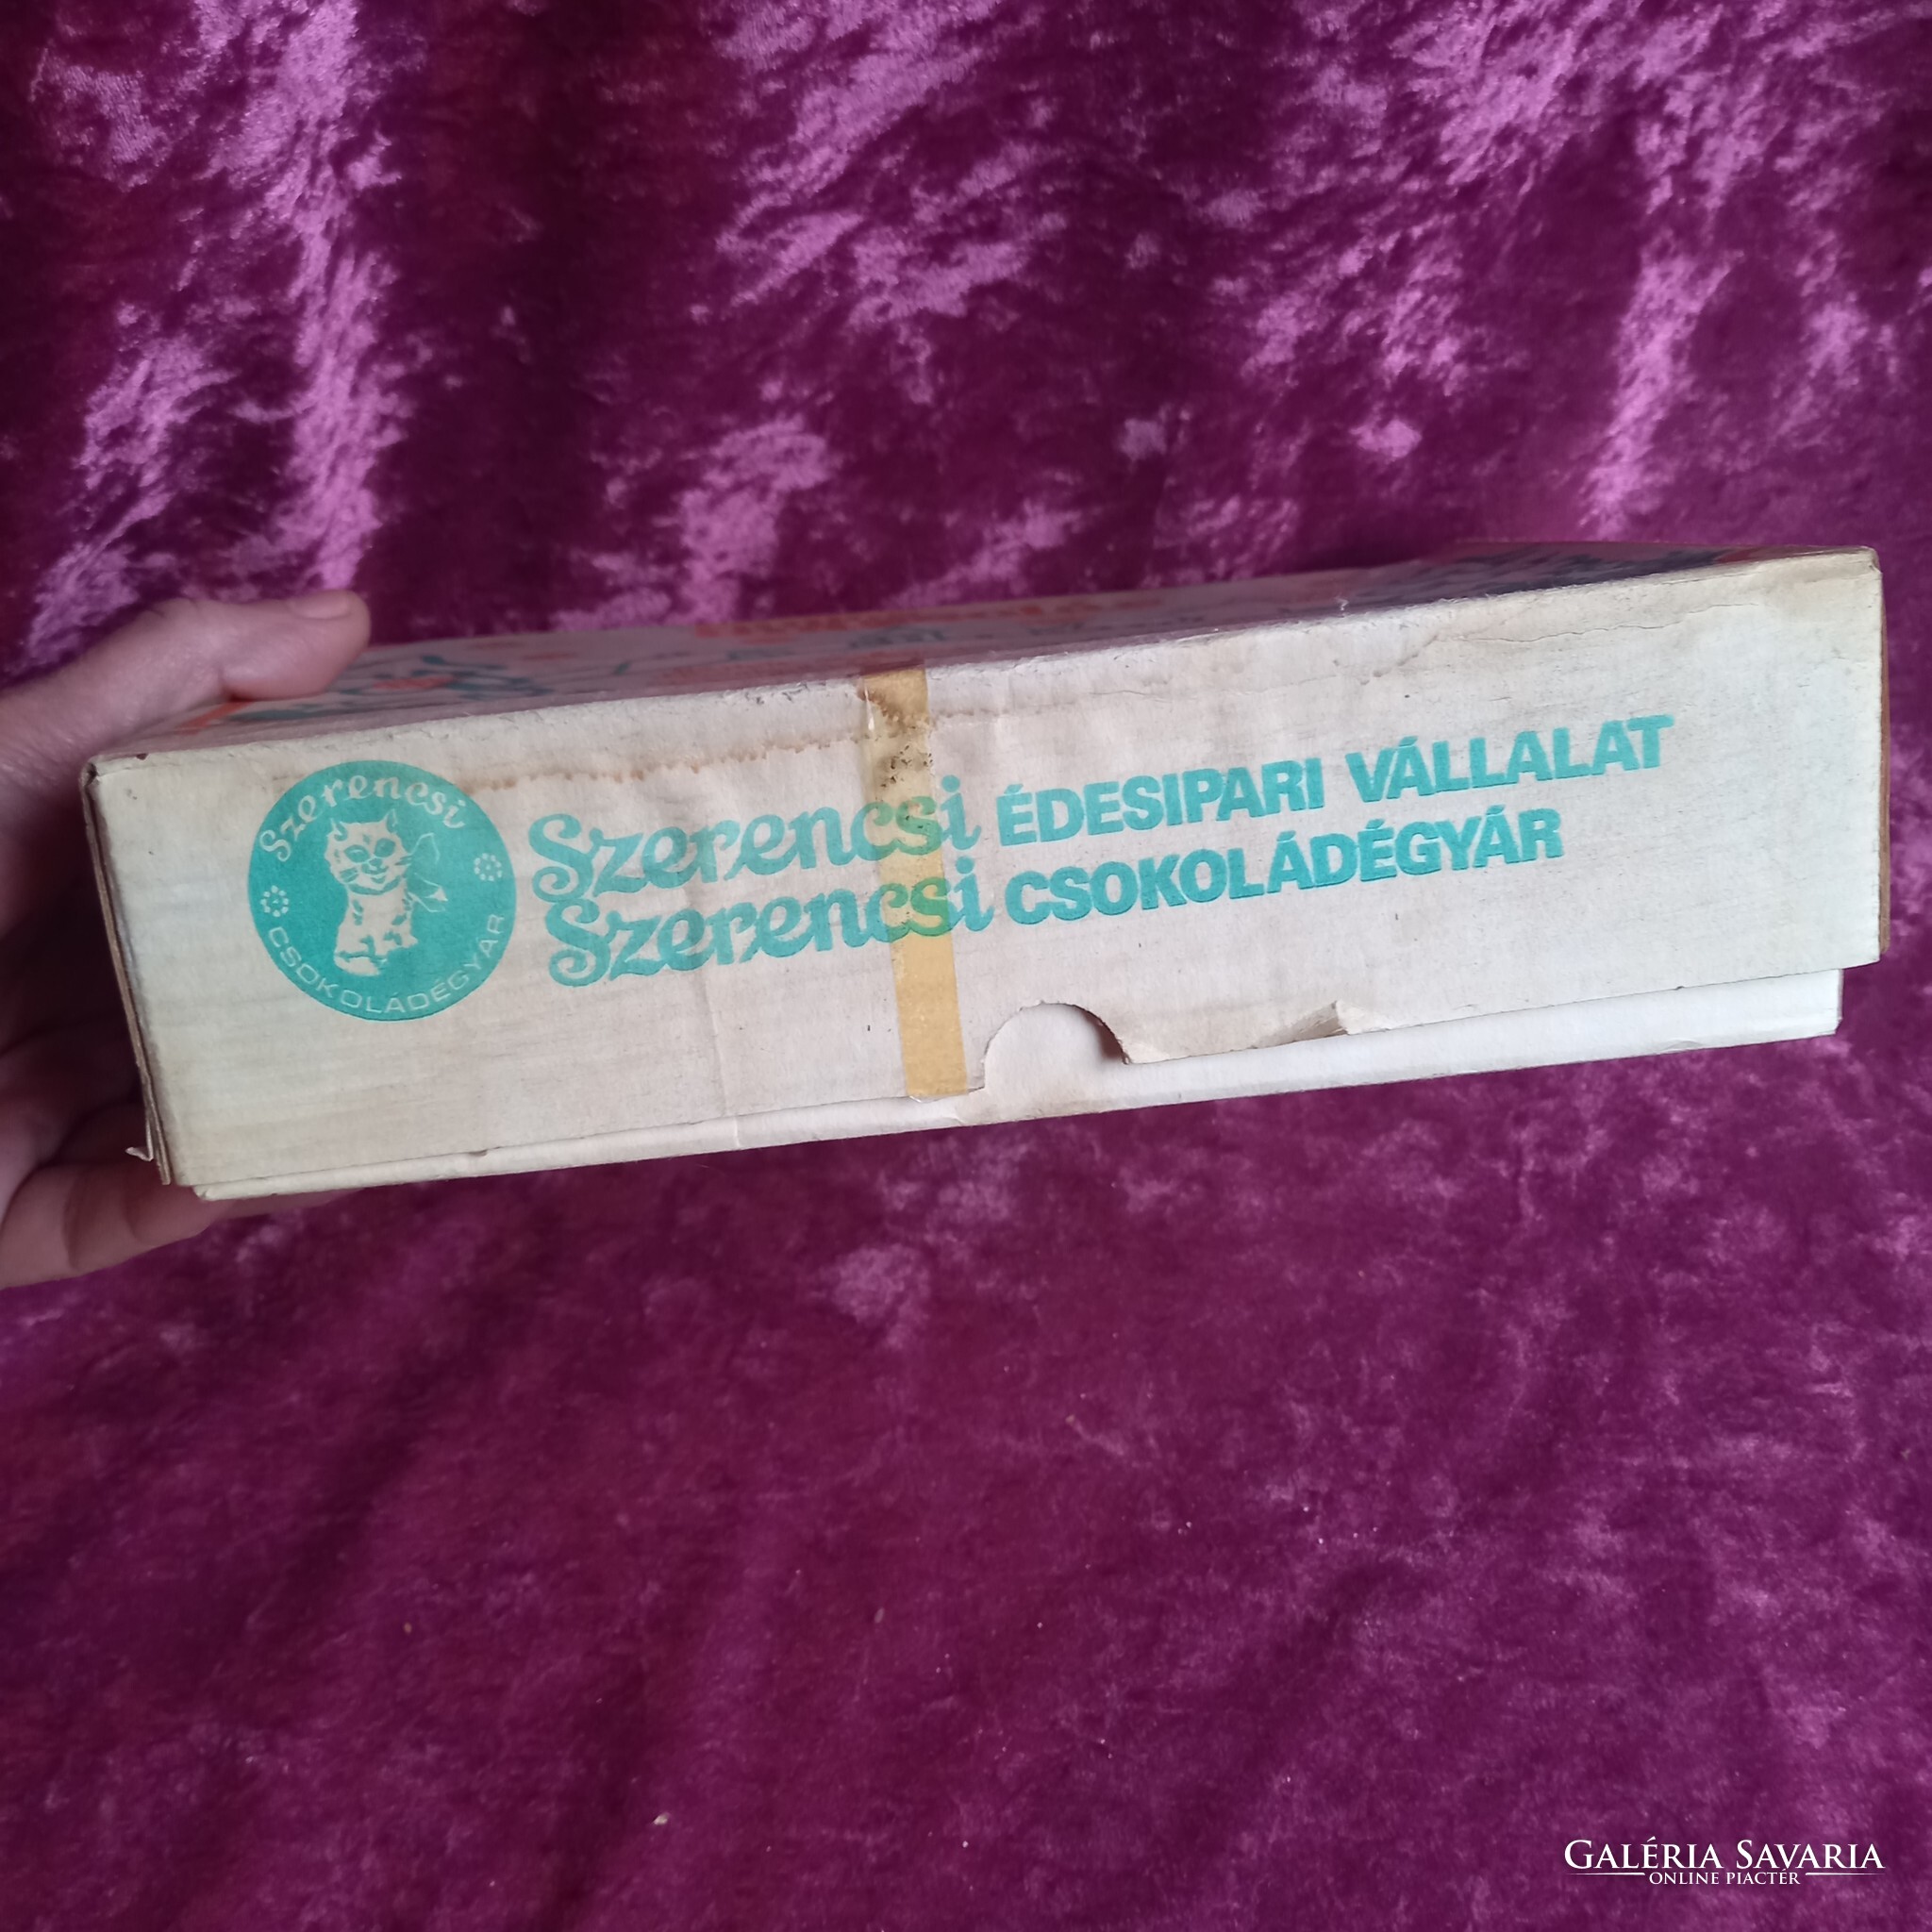 Szerencsi
CSOKOLÁDÉGYÁR
Szerencsi ÉDESIPARI VÁLLALAT
Szerencsi CSOKOLÁDÉGYÁR
GALÉRIA SAVARIA
ONLINE PIACTÉR